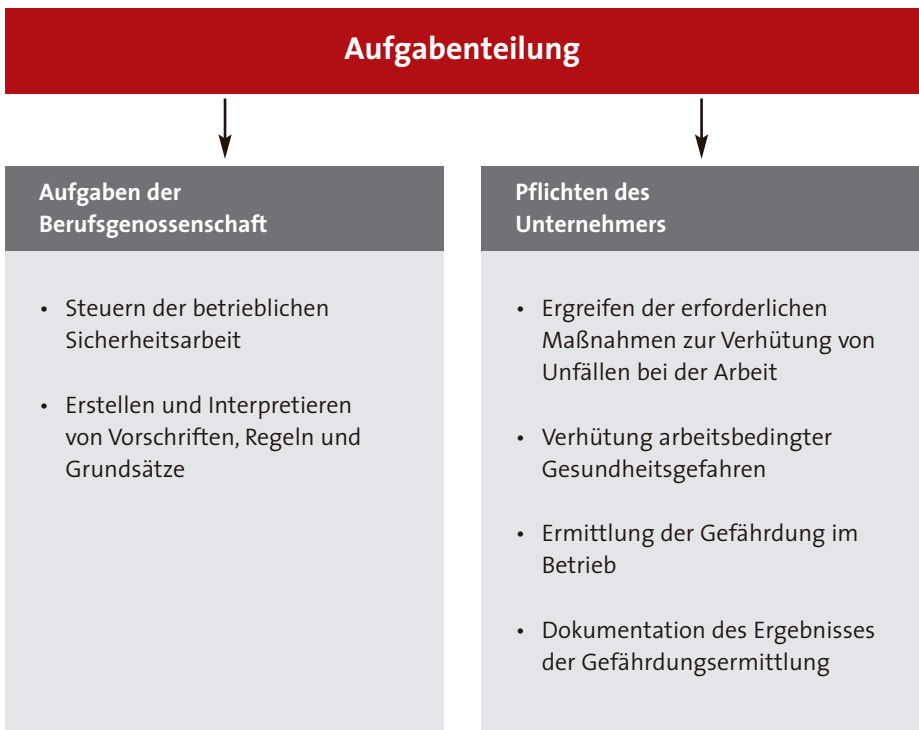 Aufgabenteilung
Aufgaben der
Berufsgenossenschaft
• Steuern der betrieblichen
Sicherheitsarbeit
• Erstellen und Interpretieren
von Vorschriften, Regeln und
Grundsätze
Pflichten des
Unternehmers
• Ergreifen der erforderlichen
Maßnahmen zur Verhütung von
Unfällen bei der Arbeit
• Verhütung arbeitsbedingter
Gesundheitsgefahren
• Ermittlung der Gefährdung im
Betrieb
• Dokumentation des Ergebnisses
der Gefährdungsermittlung